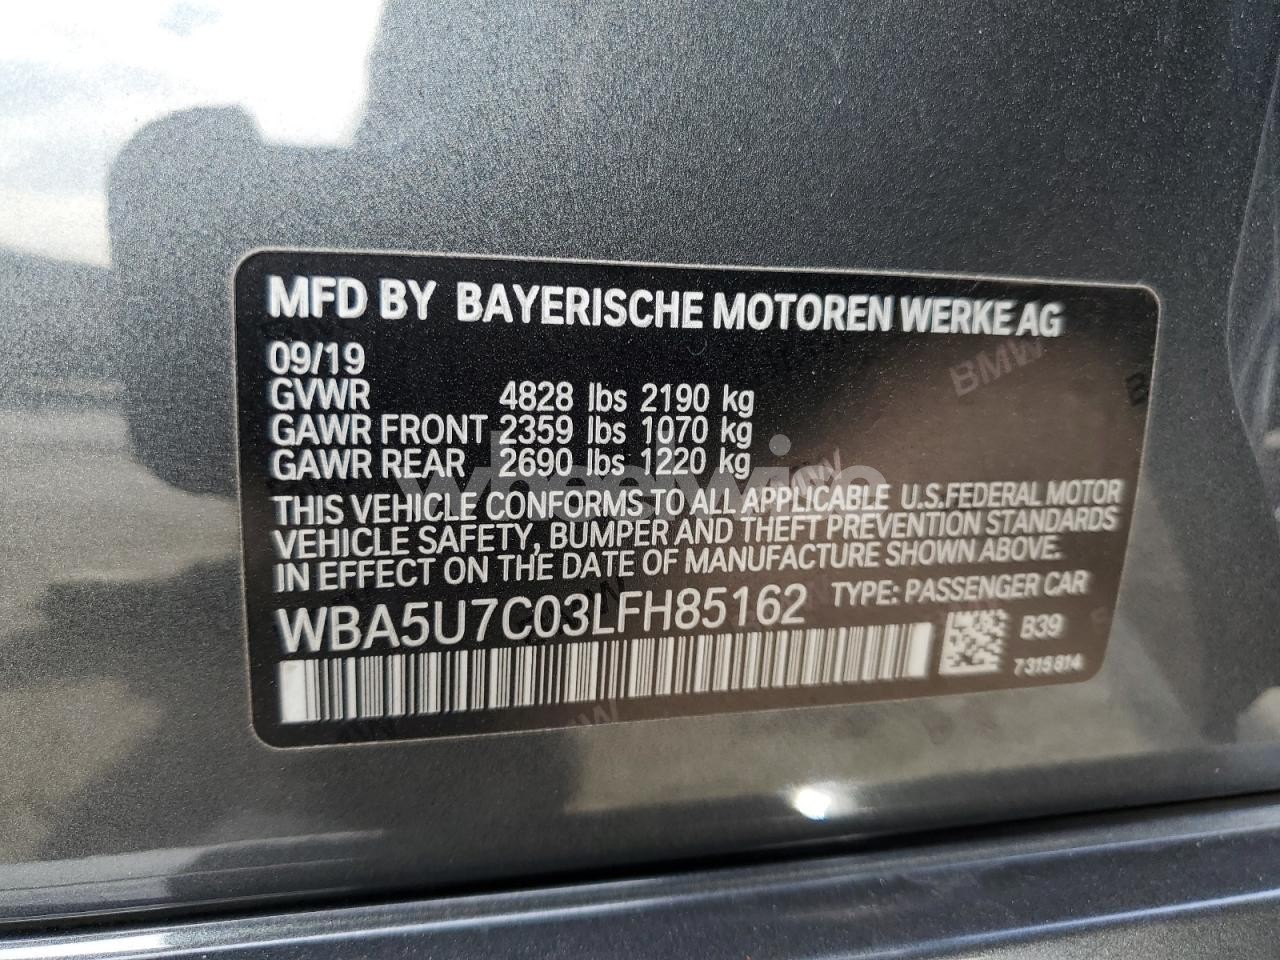 MFD BY BAYERISCHE MOTOREN WERKE AG
09/19
GVWR 4828 lbs 2190 kg
GAWR FRONT 2359 lbs 1070 kg
GAWR REAR 2690 lbs 1220 kg
THIS VEHICLE CONFORMS TO ALL APPLICABLE U.S.FEDERAL MOTOR
VEHICLE SAFETY, BUMPER AND THEFT PREVENTION STANDARDS
IN EFFECT ON THE DATE OF MANUFACTURE SHOWN ABOVE.
WBA5U7C03LFH85162 TYPE: PASSENGER CAR
B39
7315814
BMW
BMW